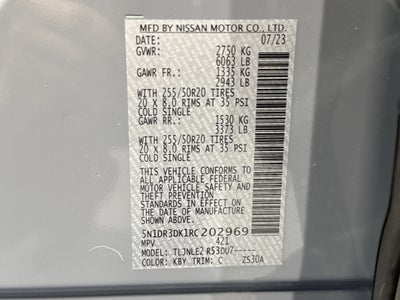 MFD BY NISSAN MOTOR CO., LTD.
DATE: 07/23
GVWR: 2750 KG
6063 LB
GAWR FR.: 1335 KG
2943 LB
WITH 255/50R20 TIRES
20 X 8.0 RIMS AT 35 PSI
COLD SINGLE
GAWR RR.: 1530 KG
3373 LB
WITH 255/50R20 TIRES
20 X 8.0 RIMS AT 35 PSI
COLD SINGLE
THIS VEHICLE CONFORMS TO
ALL APPLICABLE FEDERAL
MOTOR VEHICLE SAFETY AND
THEFT PREVENTION
STANDARDS IN EFFECT ON
THE DATE OF MANUFACTURE
SHOWN ABOVE.
5N1DR3DK1RC202969
MPV 421
MODEL: TLJNLE2 R53DU7-----
COLOR: KBY TRIM: C ZS30A